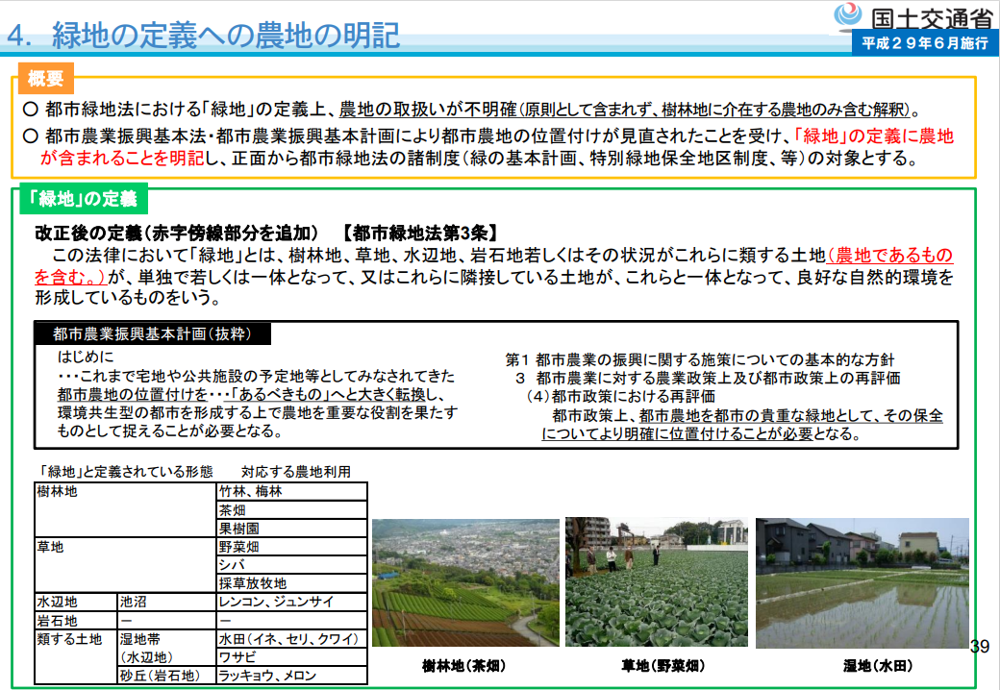 4. 緑地の定義への農地の明記
国土交通省
平成29年6月施行
概要
〇 都市緑地法における「緑地」の定義上、農地の取扱いが不明確(原則として含まれず、樹林地に介在する農地のみ含む解釈)。
〇 都市農業振興基本法・都市農業振興基本計画により都市農地の位置付けが見直されたことを受け、「緑地」の定義に農地
が含まれることを明記し、正面から都市緑地法の諸制度(緑の基本計画、特別緑地保全地区制度、等)の対象とする。
「緑地」の定義
改正後の定義(赤字傍線部分を追加) 【都市緑地法第3条】
この法律において「緑地」とは、樹林地、草地、水辺地、岩石地若しくはその状況がこれらに類する土地(農地であるもの
を含む。)が、単独で若しくは一体となって、又はこれらに隣接している土地が、これらと一体となって、良好な自然的環境を
形成しているものをいう。
都市農業振興基本計画(抜粋)
はじめに
・・・これまで宅地や公共施設の予定地等としてみなされてきた
都市農地の位置付けを・・・「あるべきもの」へと大きく転換し、
環境共生型の都市を形成する上で農地を重要な役割を果たす
ものとして捉えることが必要となる。
第1 都市農業の振興に関する施策についての基本的な方針
3 都市農業に対する農業政策上及び都市政策上の再評価
(4)都市政策における再評価
都市政策上、都市農地を都市の貴重な緑地として、その保全
についてより明確に位置付けることが必要となる。
「緑地」と定義されている形態 対応する農地利用
樹林地 竹林、梅林
茶畑
果樹園
草地 野菜畑
シバ
採草放牧地
水辺地 池沼 レンコン、ジュンサイ
岩石地 － －
類する土地 湿地帯 水田(イネ、セリ、クワイ)
(水辺地) ワサビ
砂丘(岩石地) ラッキョウ、メロン
樹林地(茶畑)
草地(野菜畑)
湿地(水田)
39